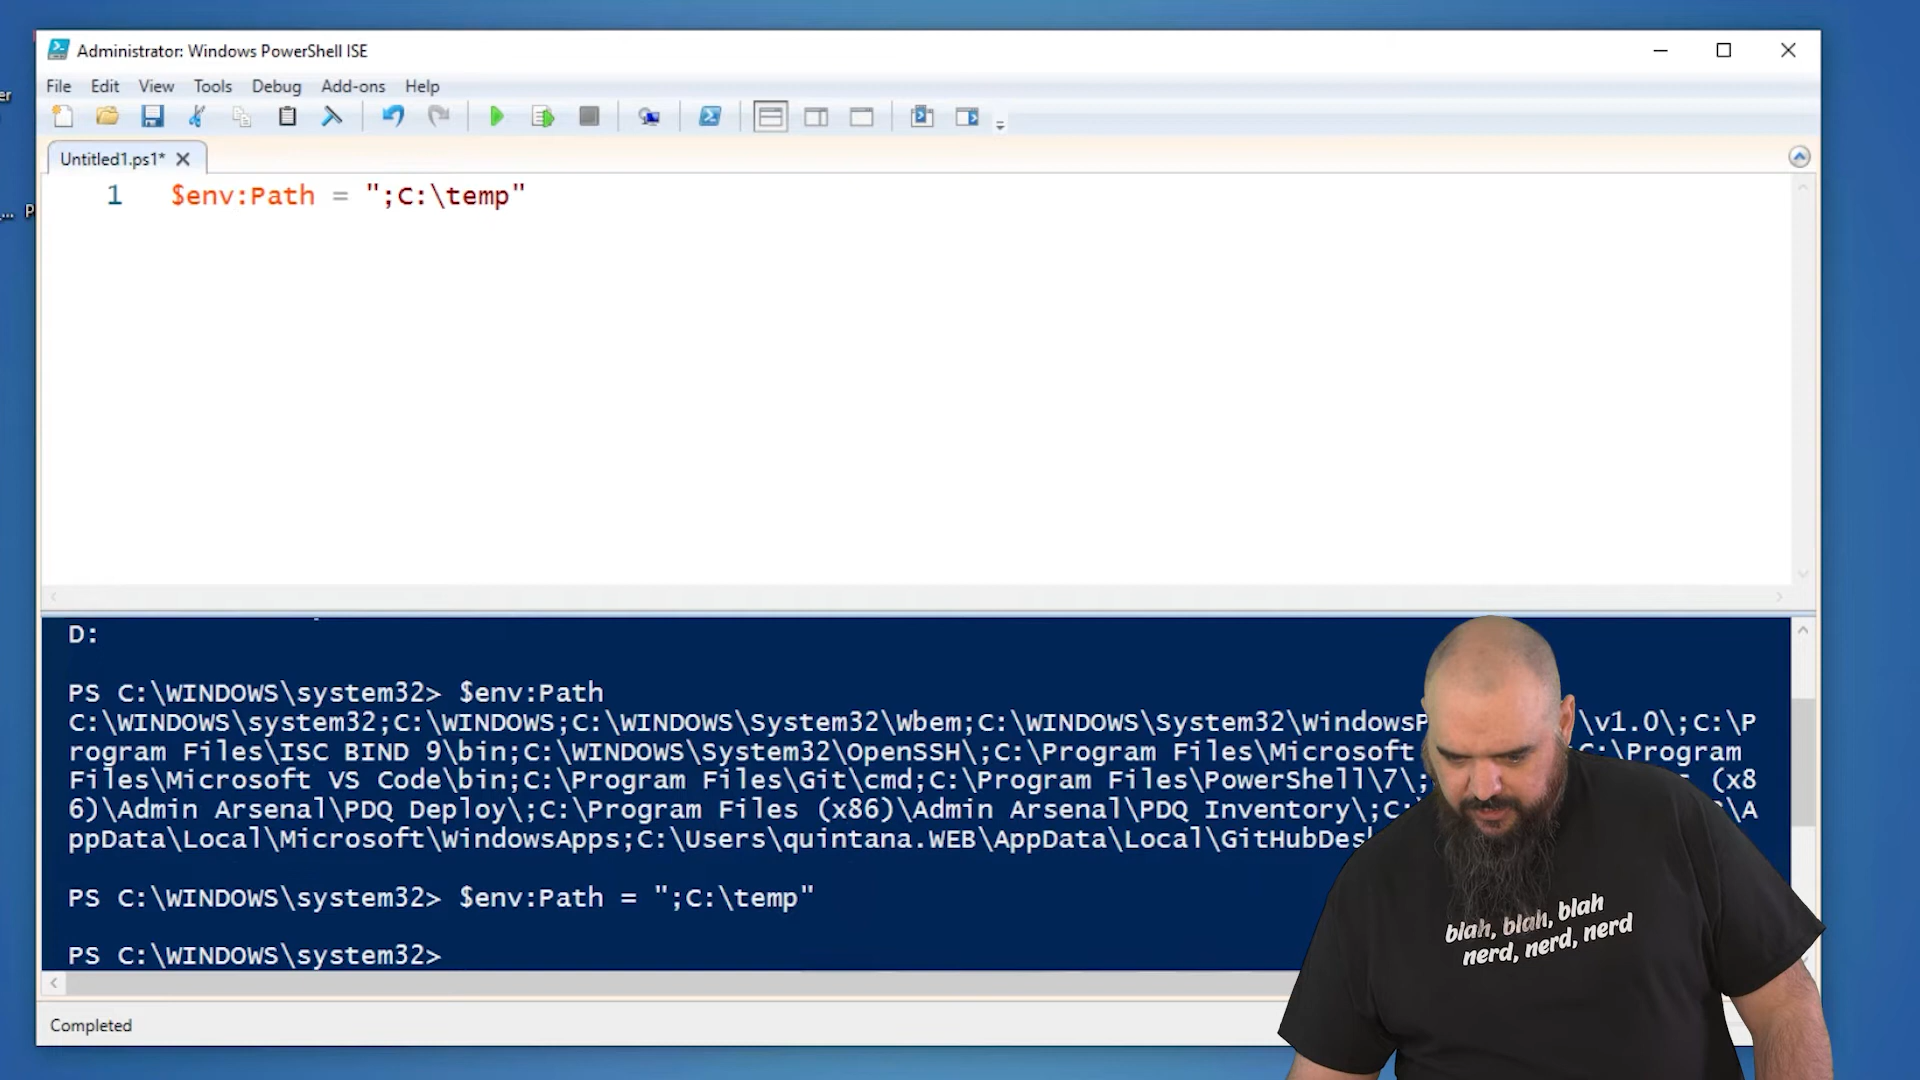 er
Administrator: Windows PowerShell ISE
File Edit View Tools Debug Add-ons Help
Untitled1.ps1* X
... P
1 $env:Path = ";C:\temp"
D:
PS C:\WINDOWS\system32> $env:Path
C:\WINDOWS\system32;C:\WINDOWS;C:\WINDOWS\System32\Wbem;C:\WINDOWS\System32\WindowsP \v1.0\;C:\P
rogram Files\ISC BIND 9\bin;C:\WINDOWS\System32\OpenSSH\;C:\Program Files\Microsoft C:\Program
Files\Microsoft VS Code\bin;C:\Program Files\Git\cmd;C:\Program Files\PowerShell\7\; (x8
6)\Admin Arsenal\PDQ Deploy\;C:\Program Files (x86)\Admin Arsenal\PDQ Inventory\;C: \A
ppData\Local\Microsoft\WindowsApps;C:\Users\quintana.WEB\AppData\Local\GitHubDes
PS C:\WINDOWS\system32> $env:Path = ";C:\temp"
PS C:\WINDOWS\system32>
blah, blah, blah
nerd, nerd, nerd
Completed